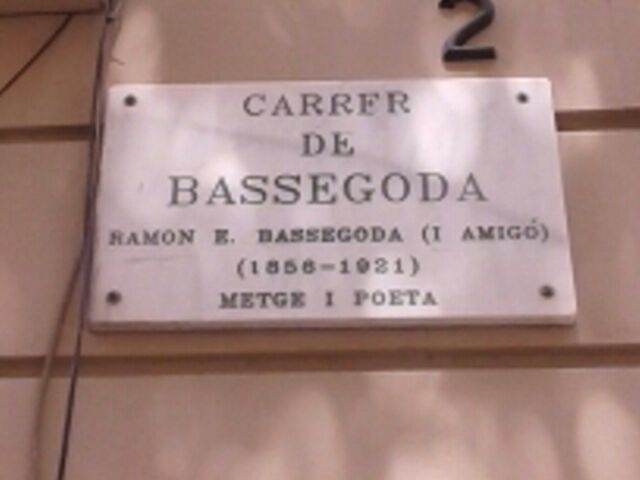 2
CARRER
DE
BASSEGODA
RAMON E. BASSEGODA (I AMIGÓ)
(1856-1921)
METGE I POETA